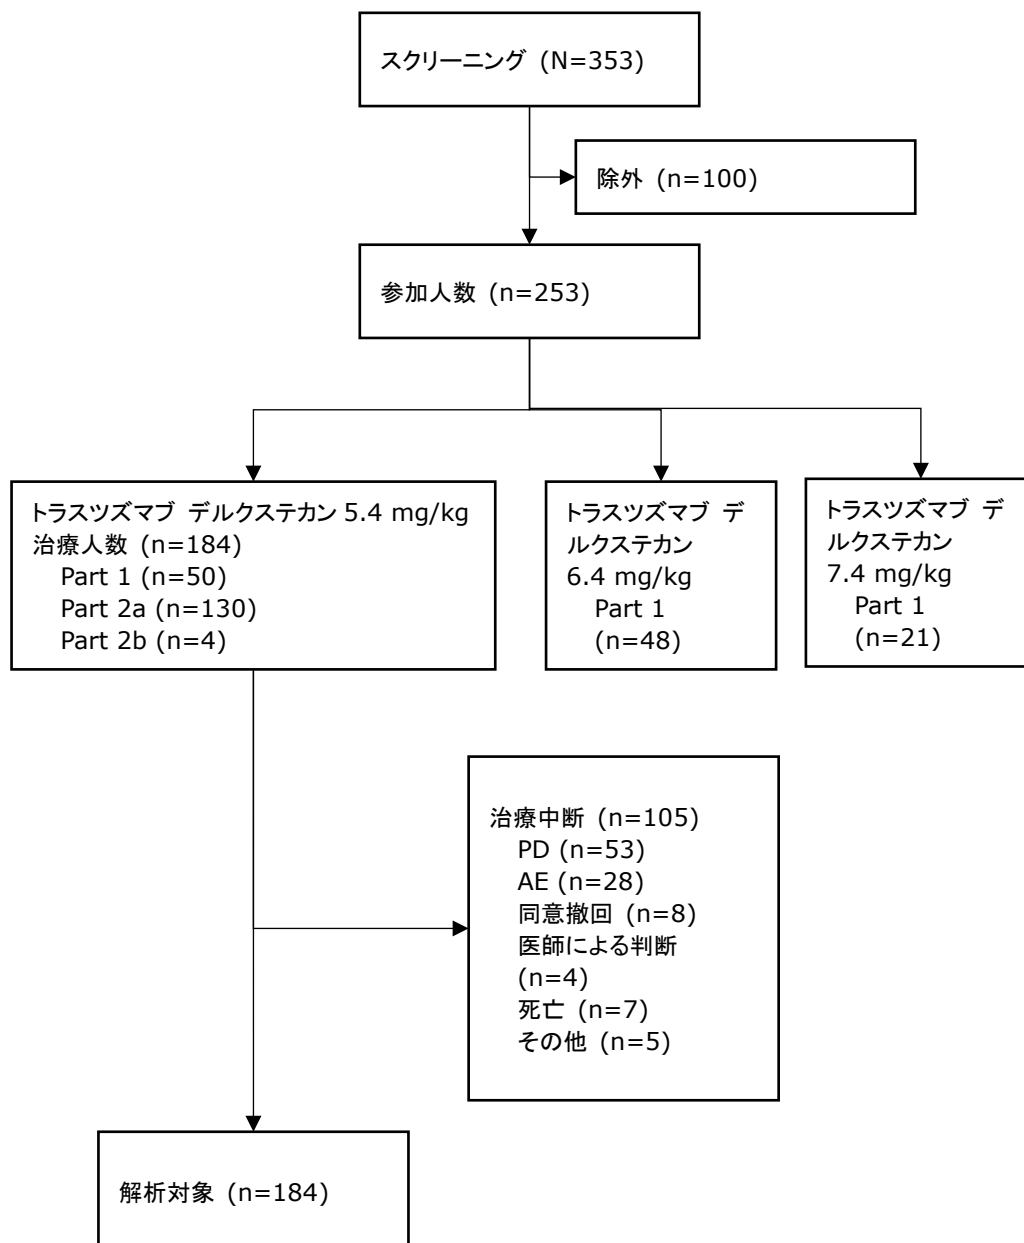 スクリーニング (N=353)
除外 (n=100)
参加人数 (n=253)
トラスツズマブ デルクステカン 5.4 mg/kg
治療人数 (n=184)
Part 1 (n=50)
Part 2a (n=130)
Part 2b (n=4)
トラスツズマブ デ
ルクステカン
6.4 mg/kg
Part 1
(n=48)
トラスツズマブ デ
ルクステカン
7.4 mg/kg
Part 1
(n=21)
治療中断 (n=105)
PD (n=53)
AE (n=28)
同意撤回 (n=8)
医師による判断
(n=4)
死亡 (n=7)
その他 (n=5)
解析対象 (n=184)